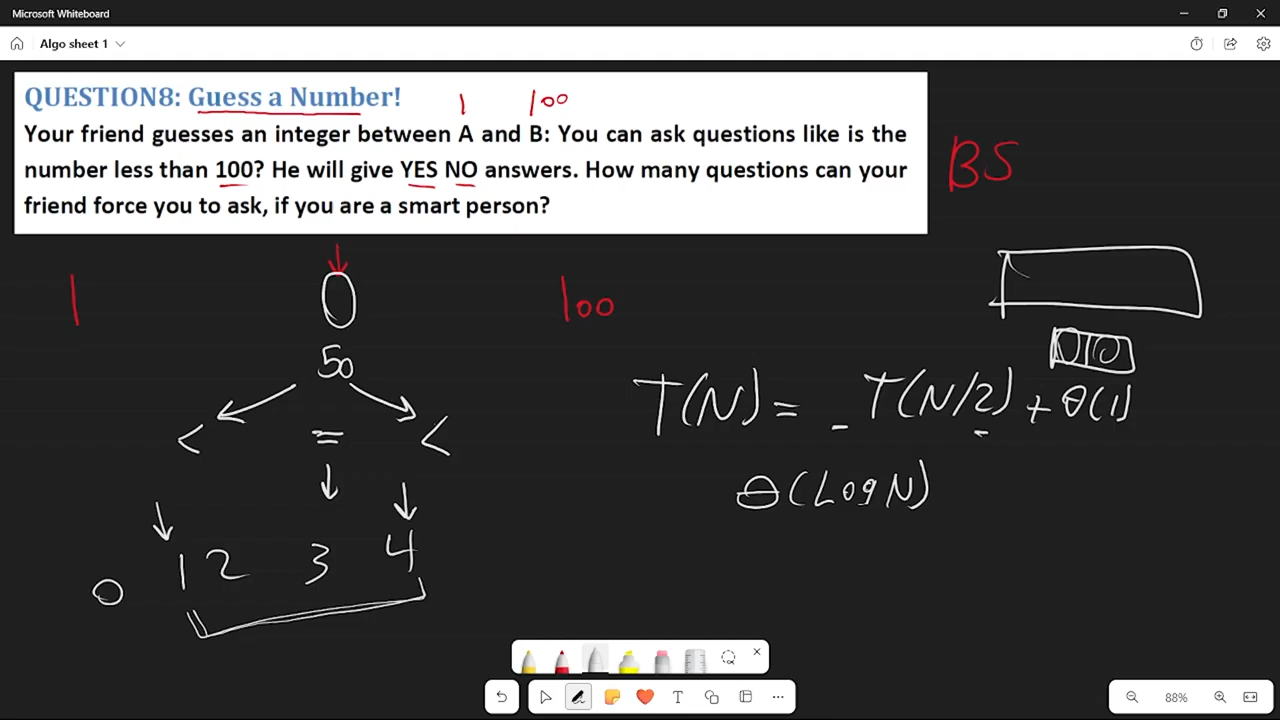 Microsoft Whiteboard
Algo sheet 1
QUESTION8: Guess a Number!
1 100
Your friend guesses an integer between A and B: You can ask questions like is the
number less than 100? He will give YES NO answers. How many questions can your
friend force you to ask, if you are a smart person?
BS
1 100
50
< = <
T(N) = T(N/2) + θ(1)
θ(LogN)
0 1 2 3 4
88%